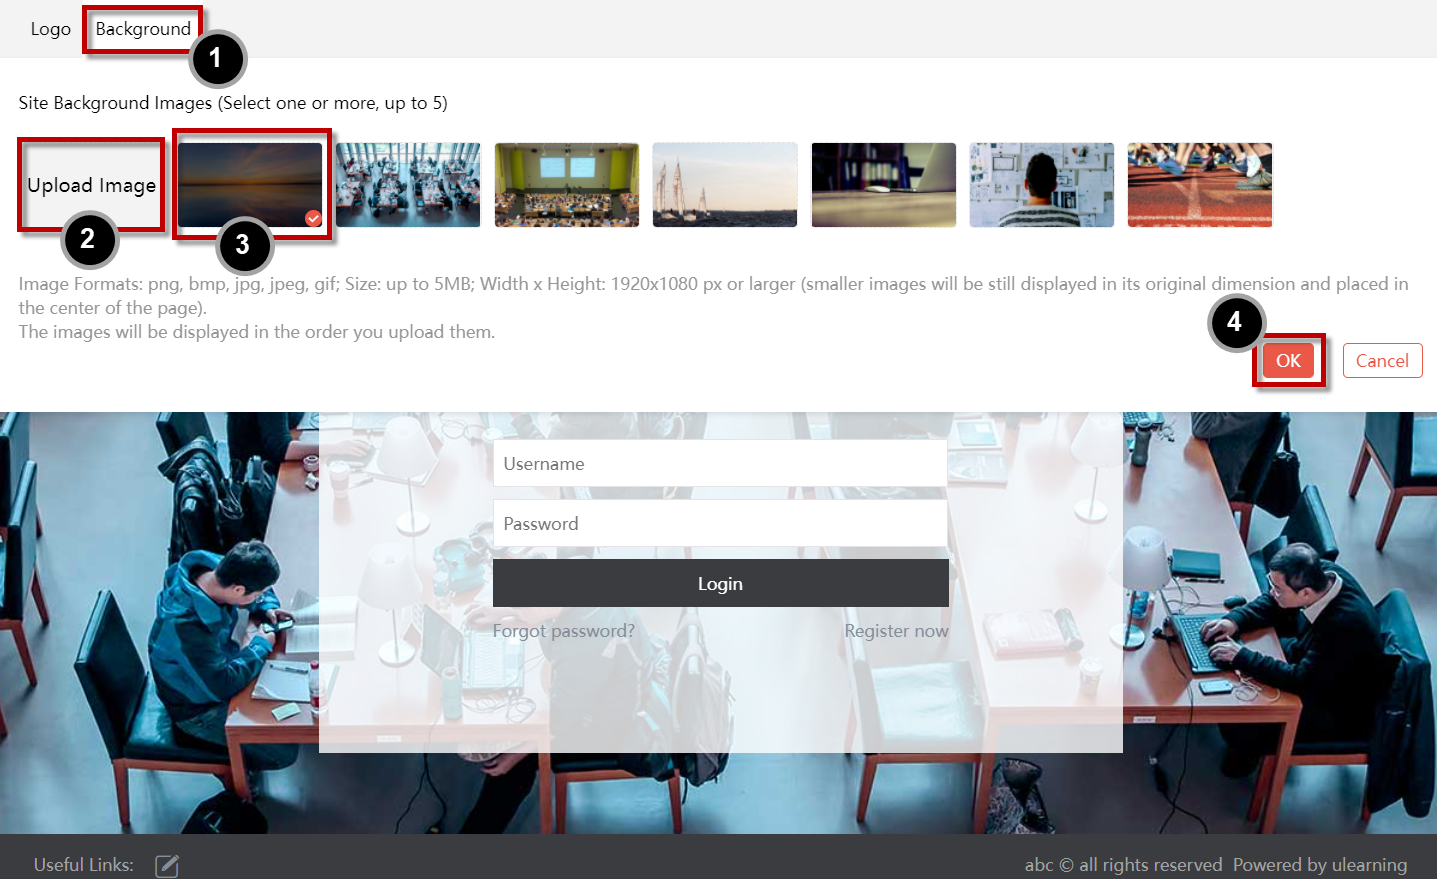 Logo Background
1
Site Background Images (Select one or more, up to 5)
Upload Image
2
3
Image Formats: png, bmp, jpg, jpeg, gif; Size: up to 5MB; Width x Height: 1920x1080 px or larger (smaller images will be still displayed in its original dimension and placed in
the center of the page).
The images will be displayed in the order you upload them.
4
OK Cancel
Username
Password
Login
Forgot password? Register now
Useful Links: abc © all rights reserved Powered by ulearning